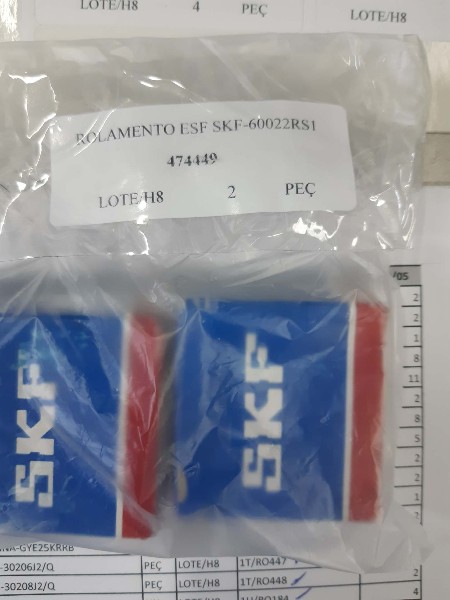 LOTE/H8 4 PEÇ
LOTE/H8
ROLAMENTO ESF SKF-60022RS1
474449
LOTE/H8 2 PEÇ
/05
2
2
1
8
11
2
8
5
2
2
1
SKF
SKF
INA-GYE25KRRB
-30206J2/Q PEÇ LOTE/H8 1T/RO447 2
-30208J2/Q PEÇ LOTE/H8 1T/RO448 4